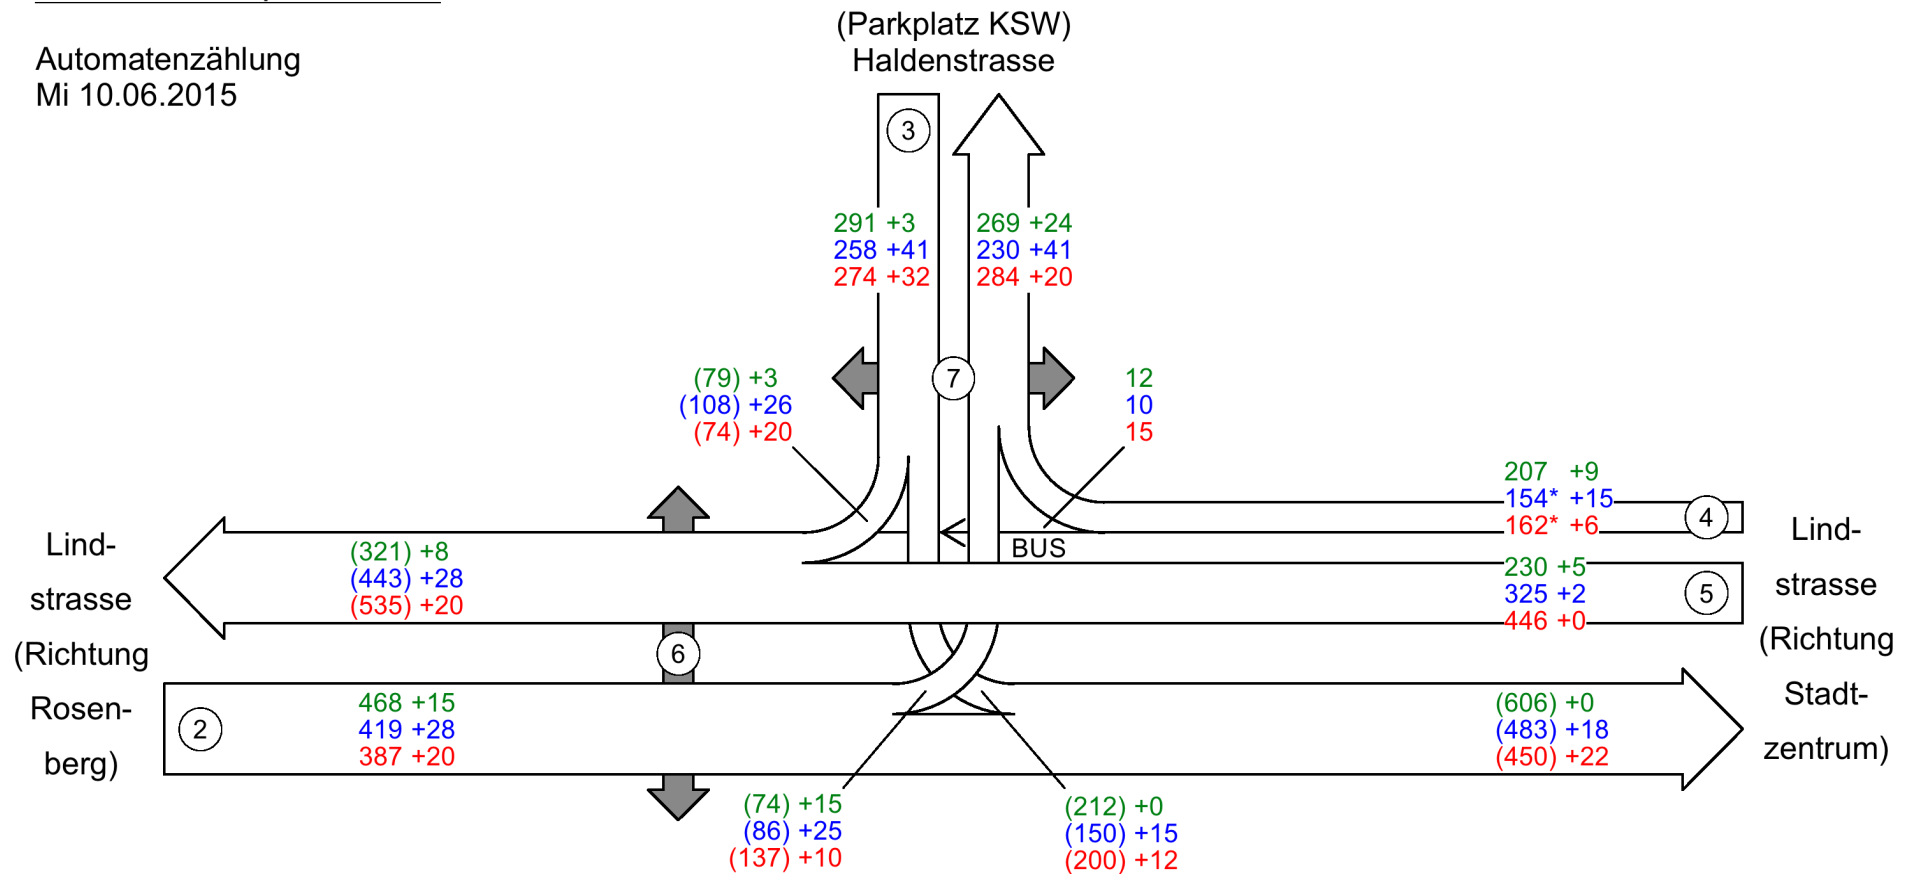 (Parkplatz KSW)
Haldenstrasse
Automatenzählung
Mi 10.06.2015
3
291 +3
258 +41
274 +32
269 +24
230 +41
284 +20
7
(79) +3
(108) +26
(74) +20
12
10
15
207 +9
154* +15
162* +6
4
BUS
230 +5
325 +2
446 +0
5
Lind-
strasse
(Richtung
Rosen-
berg)
(321) +8
(443) +28
(535) +20
6
Lind-
strasse
(Richtung
Stadt-
zentrum)
2
468 +15
419 +28
387 +20
(606) +0
(483) +18
(450) +22
(74) +15
(86) +25
(137) +10
(212) +0
(150) +15
(200) +12